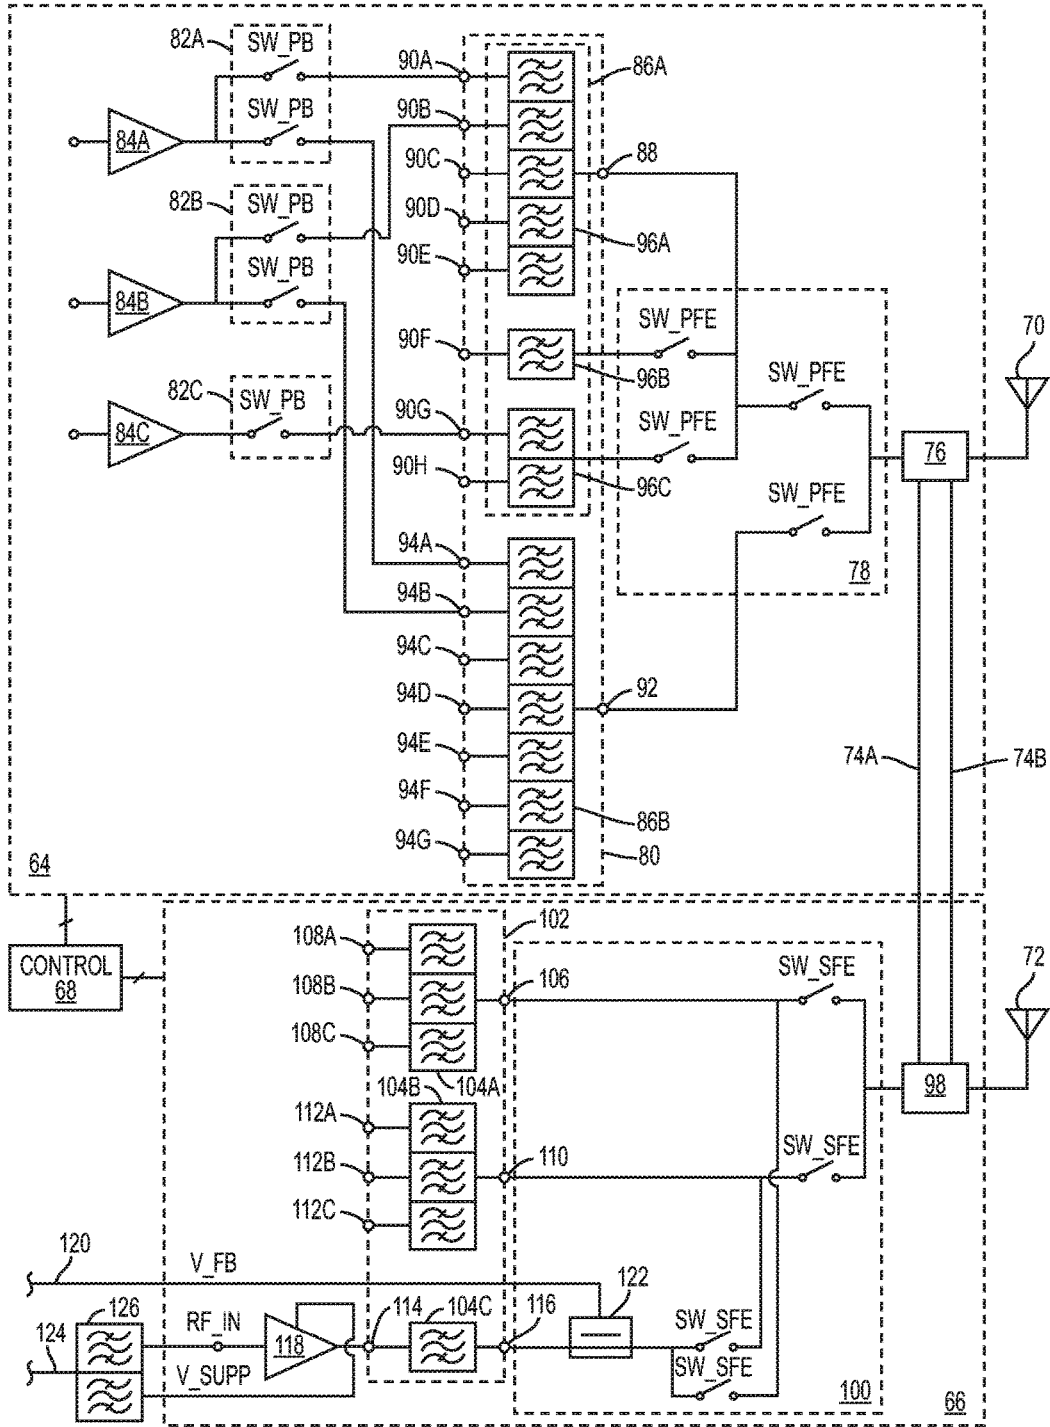 82A
SW_PB
90A
86A
90B
SW_PB
84A
90C
88
82B
SW_PB
90D
96A
SW_PB
90E
84B
SW_PFE
70
90F
96B
SW_PFE
82C
SW_PB
90G
SW_PFE
84C
76
90H
96C
SW_PFE
94A
78
94B
94C
94D
92
94E
74A
74B
94F
86B
94G
80
64
108A
102
CONTROL
68
SW_SFE
72
108B
106
108C
104A
104B
98
112A
SW_SFE
112B
110
112C
120
V_FB
122
126
114
104C
116
RF_IN
SW_SFE
124
118
V_SUPP
SW_SFE
100
66